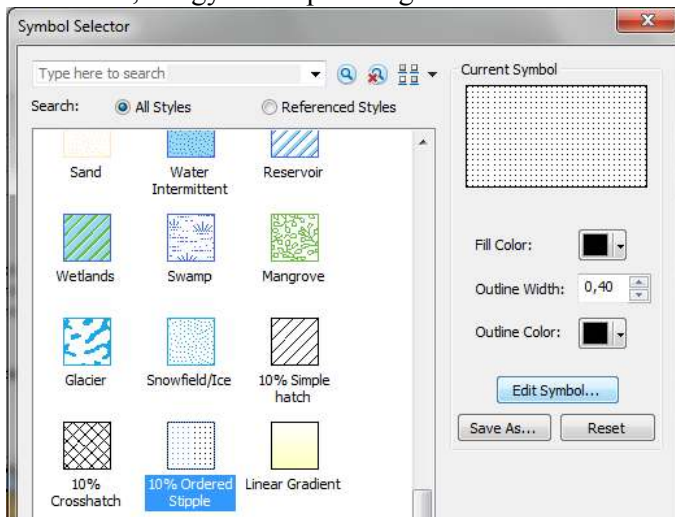 Symbol Selector
Type here to search
Search:
All Styles
Referenced Styles
Sand
Water
Intermittent
Reservoir
Wetlands
Swamp
Mangrove
Glacier
Snowfield/Ice
10% Simple
hatch
10%
Crosshatch
10% Ordered
Stipple
Linear Gradient
Current Symbol
Fill Color:
Outline Width:
0,40
Outline Color:
Edit Symbol...
Save As...
Reset